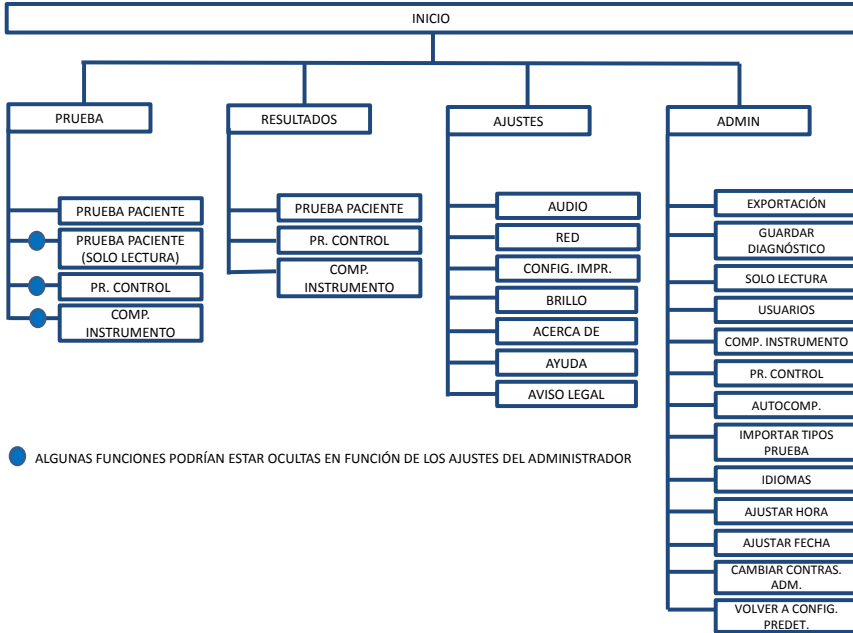 INICIO
PRUEBA
PRUEBA PACIENTE
PRUEBA PACIENTE
(SOLO LECTURA)
PR. CONTROL
COMP.
INSTRUMENTO
RESULTADOS
PRUEBA PACIENTE
PR. CONTROL
COMP.
INSTRUMENTO
AJUSTES
AUDIO
RED
CONFIG. IMPR.
BRILLO
ACERCA DE
AYUDA
AVISO LEGAL
ADMIN
EXPORTACIÓN
GUARDAR
DIAGNÓSTICO
SOLO LECTURA
USUARIOS
COMP. INSTRUMENTO
PR. CONTROL
AUTOCOMP.
IMPORTAR TIPOS
PRUEBA
IDIOMAS
AJUSTAR HORA
AJUSTAR FECHA
CAMBIAR CONTRAS.
ADM.
VOLVER A CONFIG.
PREDET.
ALGUNAS FUNCIONES PODRÍAN ESTAR OCULTAS EN FUNCIÓN DE LOS AJUSTES DEL ADMINISTRADOR